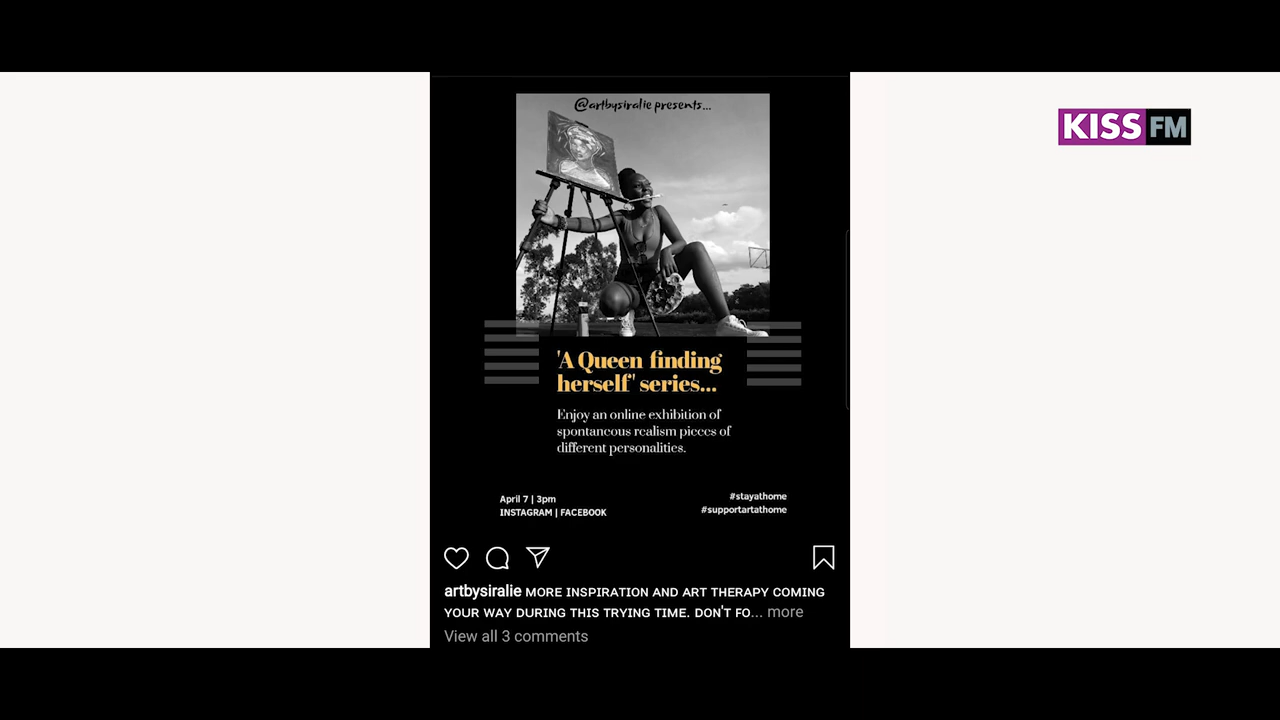 @artbysiralie presents...
KISS FM
'A Queen finding
herself' series...
Enjoy an online exhibition of
spontaneous realism pieces of
different personalities.
April 7 | 3pm
INSTAGRAM | FACEBOOK
#stayathome
#supportartathome
artbysiralie MORE INSPIRATION AND ART THERAPY COMING
YOUR WAY DURING THIS TRYING TIME. DON'T FO... more
View all 3 comments